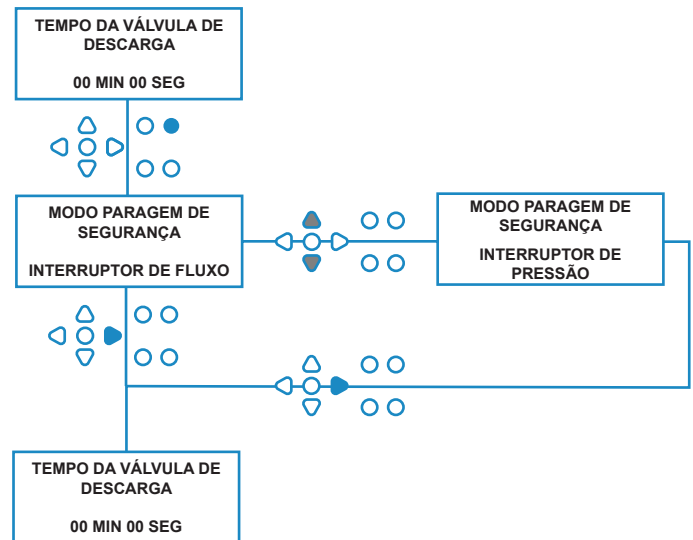 TEMPO DA VÁLVULA DE
DESCARGA
00 MIN 00 SEG
MODO PARAGEM DE
SEGURANÇA
INTERRUPTOR DE FLUXO
MODO PARAGEM DE
SEGURANÇA
INTERRUPTOR DE
PRESSÃO
TEMPO DA VÁLVULA DE
DESCARGA
00 MIN 00 SEG